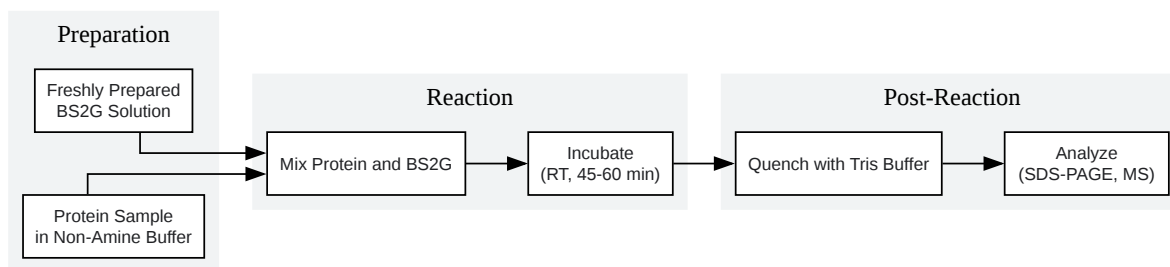 Preparation
Freshly Prepared
BS2G Solution
Protein Sample
in Non-Amine Buffer
Reaction
Mix Protein and BS2G
Incubate
(RT, 45-60 min)
Post-Reaction
Quench with Tris Buffer
Analyze
(SDS-PAGE, MS)